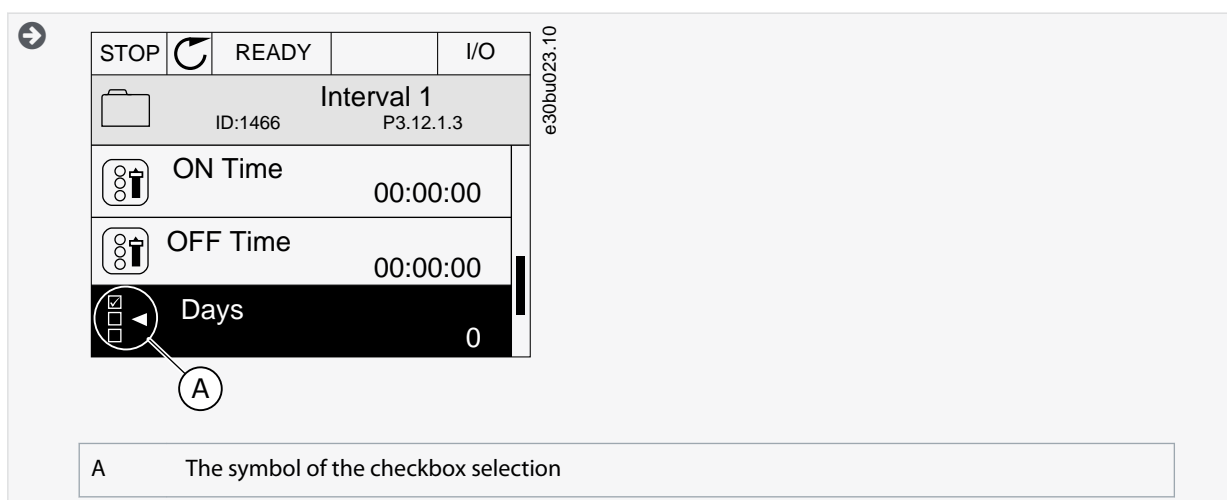 STOP READY I/O
Interval 1
ID:1466 P3.12.1.3
ON Time
00:00:00
OFF Time
00:00:00
Days
0
A
e30bu023.10
A The symbol of the checkbox selection